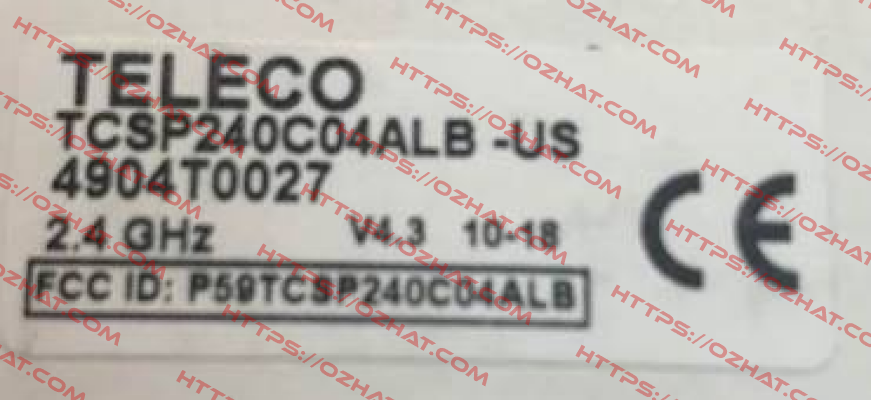 TELECO
TCSP240C04ALB -US
4904T0027
2.4 GHz V4.3 10-18
FCC ID: P59TCSP240C04ALB
CE
HTTPS://OZHAT.COM